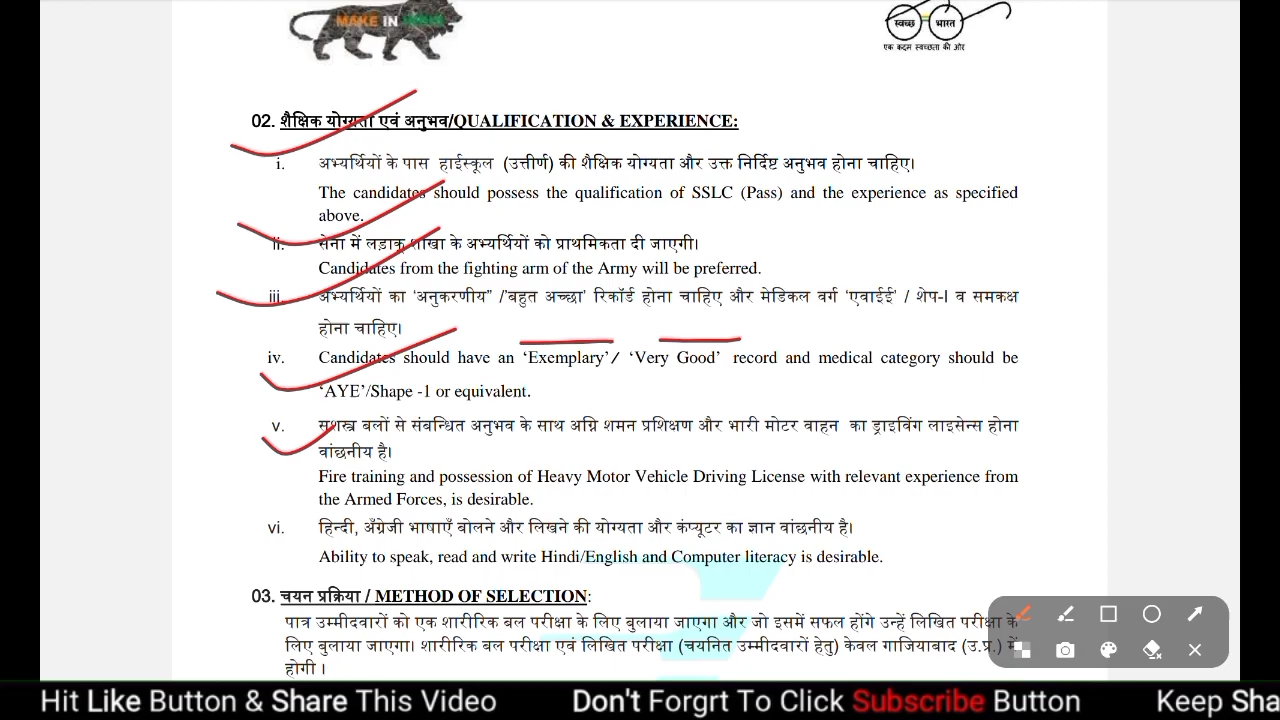 MAKE IN INDIA
स्वच्छ भारत
एक कदम स्वच्छता की ओर
02. शैक्षिक योग्यता एवं अनुभव/QUALIFICATION & EXPERIENCE:
i. अभ्यर्थियों के पास हाईस्कूल (उत्तीर्ण) की शैक्षिक योग्यता और उक्त निर्दिष्ट अनुभव होना चाहिए।
The candidates should possess the qualification of SSLC (Pass) and the experience as specified
above.
ii. सेना में लड़ाकू शाखा के अभ्यर्थियों को प्राथमिकता दी जाएगी।
Candidates from the fighting arm of the Army will be preferred.
iii. अभ्यर्थियों का 'अनुकरणीय" /'बहुत अच्छा' रिकॉर्ड होना चाहिए और मेडिकल वर्ग 'एवाईई' / शेप-I व समकक्ष
होना चाहिए।
iv. Candidates should have an ‘Exemplary’/ ‘Very Good’ record and medical category should be
‘AYE’/Shape -1 or equivalent.
v. सशस्त्र बलों से संबन्धित अनुभव के साथ अग्नि शमन प्रशिक्षण और भारी मोटर वाहन का ड्राइविंग लाइसेन्स होना
वांछनीय है।
Fire training and possession of Heavy Motor Vehicle Driving License with relevant experience from
the Armed Forces, is desirable.
vi. हिन्दी, अँग्रेजी भाषाएँ बोलने और लिखने की योग्यता और कंप्यूटर का ज्ञान वांछनीय है।
Ability to speak, read and write Hindi/English and Computer literacy is desirable.
03. चयन प्रक्रिया / METHOD OF SELECTION:
पात्र उम्मीदवारों को एक शारीरिक बल परीक्षा के लिए बुलाया जाएगा और जो इसमें सफल होंगे उन्हें लिखित परीक्षा के
लिए बुलाया जाएगा। शारीरिक बल परीक्षा एवं लिखित परीक्षा (चयनित उम्मीदवारों हेतु) केवल गाजियाबाद (उ.प्र.) में
होगी ।
Hit Like Button & Share This Video Don't Forgrt To Click Subscribe Button Keep Sha